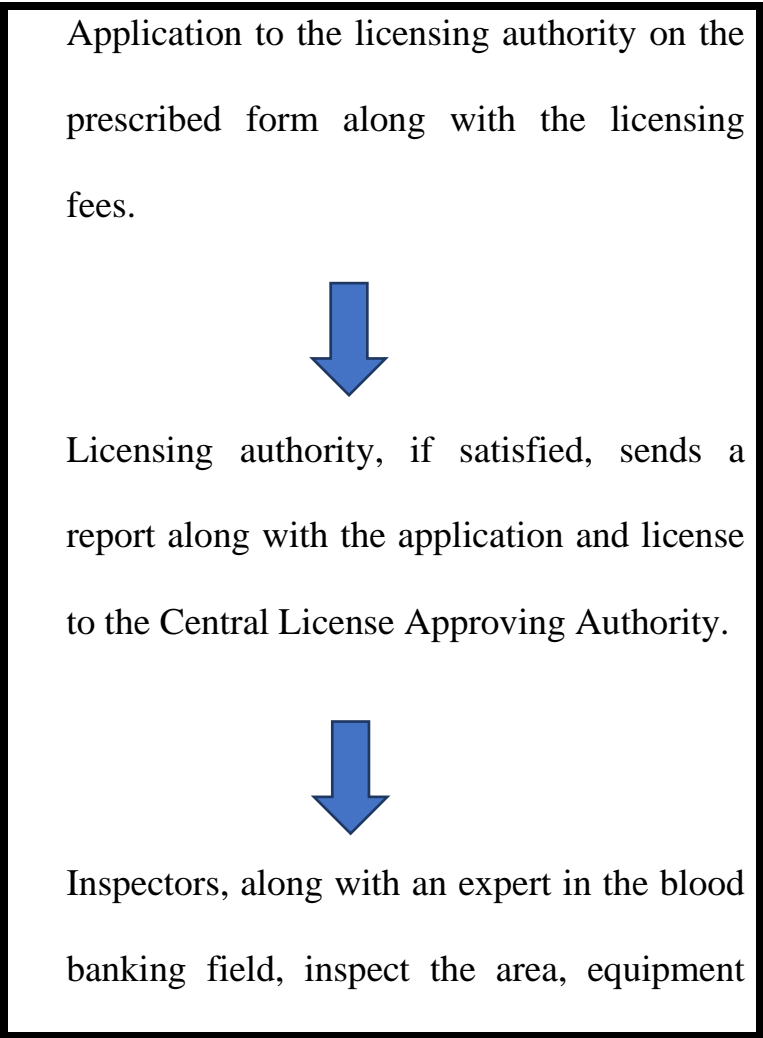 Application to the licensing authority on the
prescribed form along with the licensing
fees.
Licensing authority, if satisfied, sends a
report along with the application and license
to the Central License Approving Authority.
Inspectors, along with an expert in the blood
banking field, inspect the area, equipment